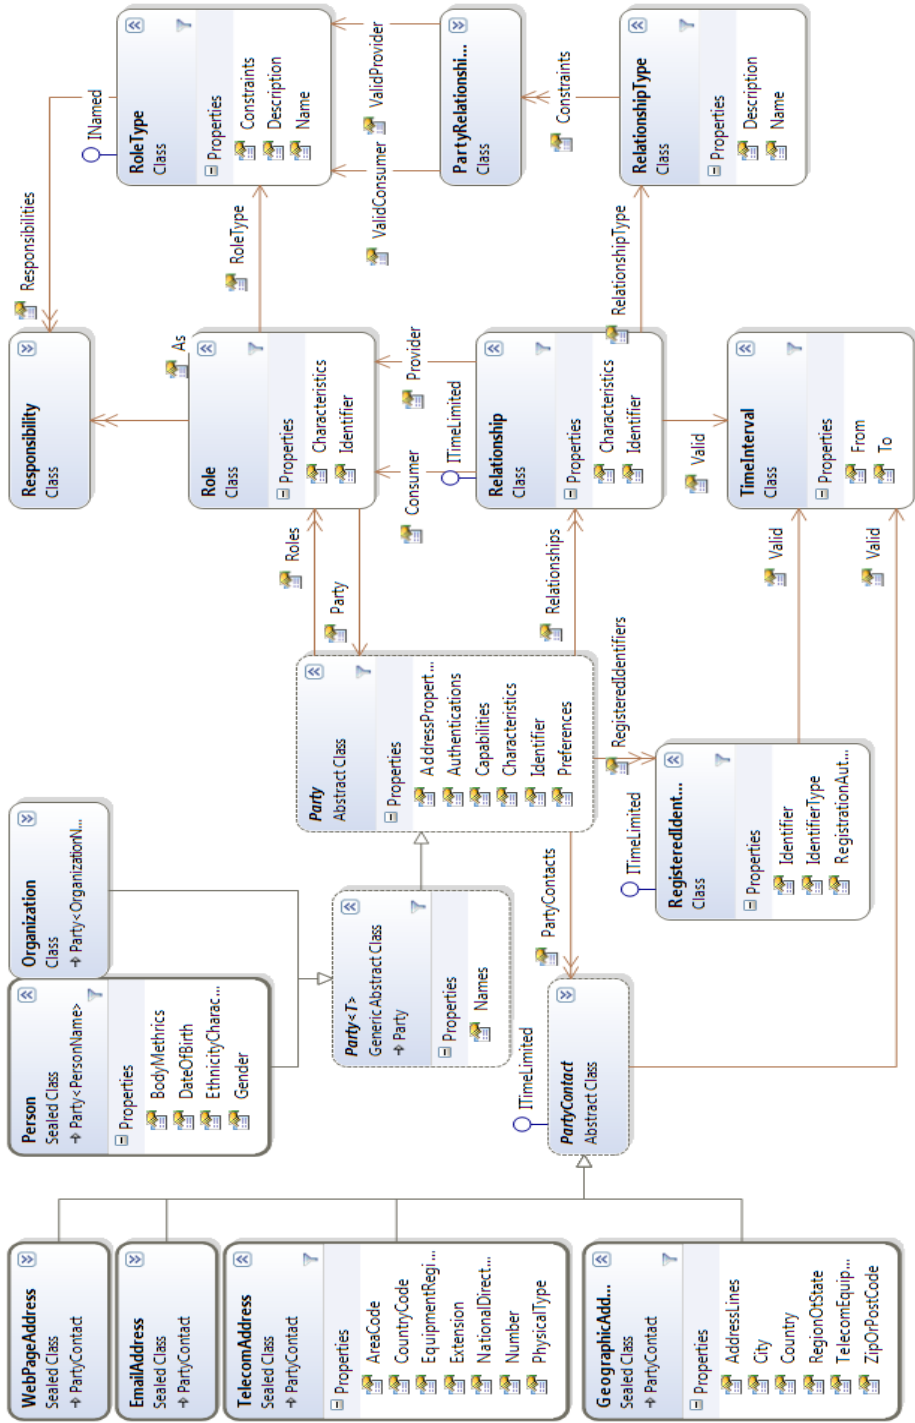 WebPageAddress
Sealed Class
PartyContact
EmailAddress
Sealed Class
PartyContact
TelecomAddress
Sealed Class
PartyContact
Properties
AreaCode
CountryCode
EquipmentRegi...
Extension
NationalDirect...
Number
PhysicalType
GeographicAdd...
Sealed Class
PartyContact
Properties
AddressLines
City
Country
RegionOfState
TelecomEquip...
ZipOrPostCode
Person
Sealed Class
Party<PersonName>
Properties
BodyMethrics
DateOfBirth
EthnicityCharac...
Gender
Organization
Class
Party<OrganizationN...
Party<T>
Generic Abstract Class
Party
Properties
Names
ITimeLimited
PartyContact
Abstract Class
PartyContacts
Party
Abstract Class
Properties
AddressPropert...
Authentications
Capabilities
Characteristics
Identifier
Preferences
RegisteredIdentifiers
ITimeLimited
RegisteredIdent...
Class
Properties
Identifier
IdentifierType
RegistrationAut...
Roles
Party
Relationships
Valid
Valid
Responsibility
Class
As
Role
Class
Properties
Characteristics
Identifier
Consumer
Provider
ITimeLimited
Relationship
Class
Properties
Characteristics
Identifier
Valid
TimeInterval
Class
Properties
From
To
Responsibilities
RoleType
RelationshipType
INamed
RoleType
Class
Properties
Constraints
Description
Name
ValidConsumer
ValidProvider
PartyRelationshi...
Class
Constraints
RelationshipType
Class
Properties
Description
Name